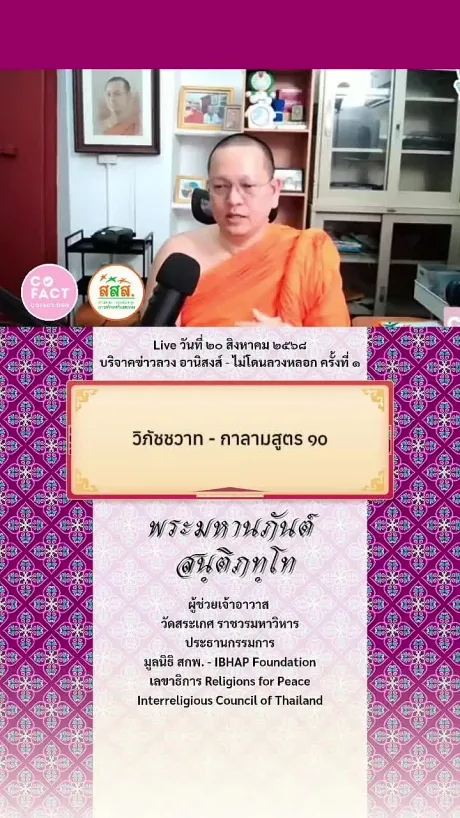 CO
FACT
COFACT.ORG
สสส.
Live วันที่ ๒๐ สิงหาคม ๒๕๖๘
บริจาคข่าวลวง อานิสงส์ - ไม่โดนลวงหลอก ครั้งที่ ๑
วิภัชชวาท - กาลามสูตร ๑๐
พระมหานภันต์
สนฺติภทฺโท
ผู้ช่วยเจ้าอาวาส
วัดสระเกศ ราชวรมหาวิหาร
ประธานกรรมการ
มูลนิธิ สกพ. - IBHAP Foundation
เลขาธิการ Religions for Peace
Interreligious Council of Thailand